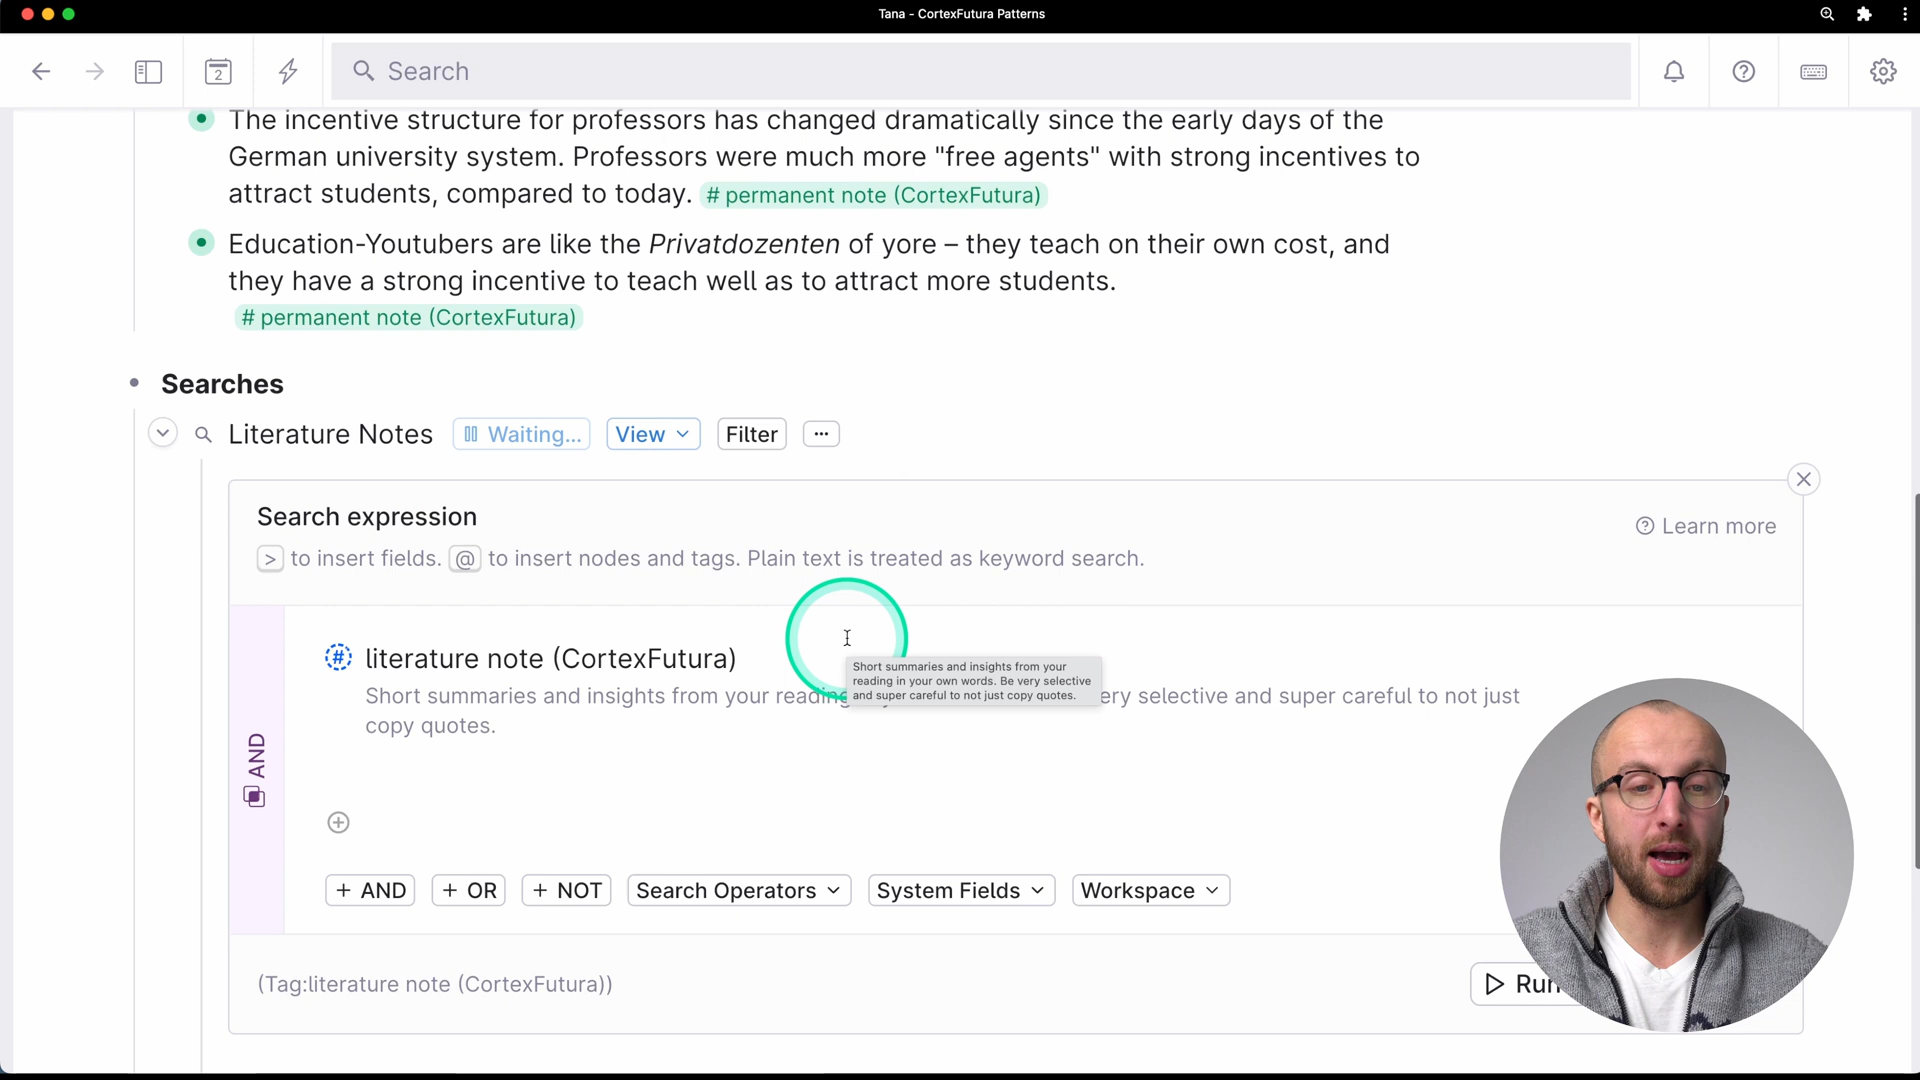 Tana - CortexFutura Patterns
2
Search
The incentive structure for professors has changed dramatically since the early days of the
German university system. Professors were much more "free agents" with strong incentives to
attract students, compared to today. # permanent note (CortexFutura)
Education-Youtubers are like the Privatdozenten of yore – they teach on their own cost, and
they have a strong incentive to teach well as to attract more students.
# permanent note (CortexFutura)
Searches
Literature Notes Waiting... View Filter ...
Search expression
Learn more
> to insert fields. @ to insert nodes and tags. Plain text is treated as keyword search.
# literature note (CortexFutura)
Short summaries and insights from your
reading in your own words. Be very selective
and super careful to not just copy quotes.
Short summaries and insights from your reading ery selective and super careful to not just
copy quotes.
AND
+ AND + OR + NOT Search Operators System Fields Workspace
(Tag:literature note (CortexFutura))
Run